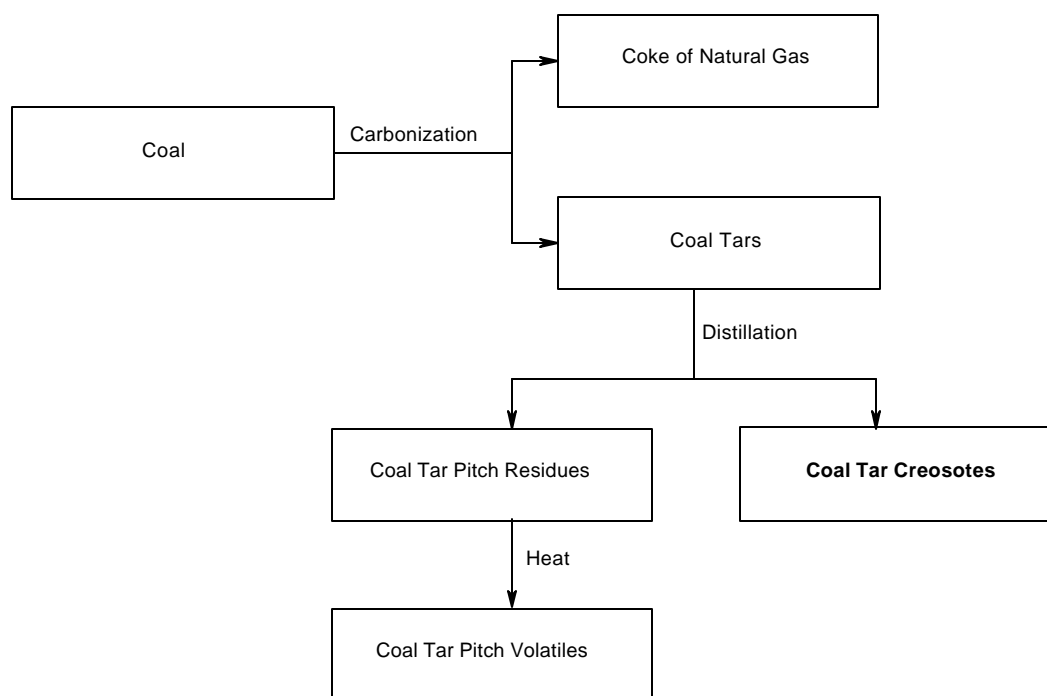 Coke of Natural Gas
Coal
Carbonization
Coal Tars
Distillation
Coal Tar Pitch Residues
Coal Tar Creosotes
Heat
Coal Tar Pitch Volatiles